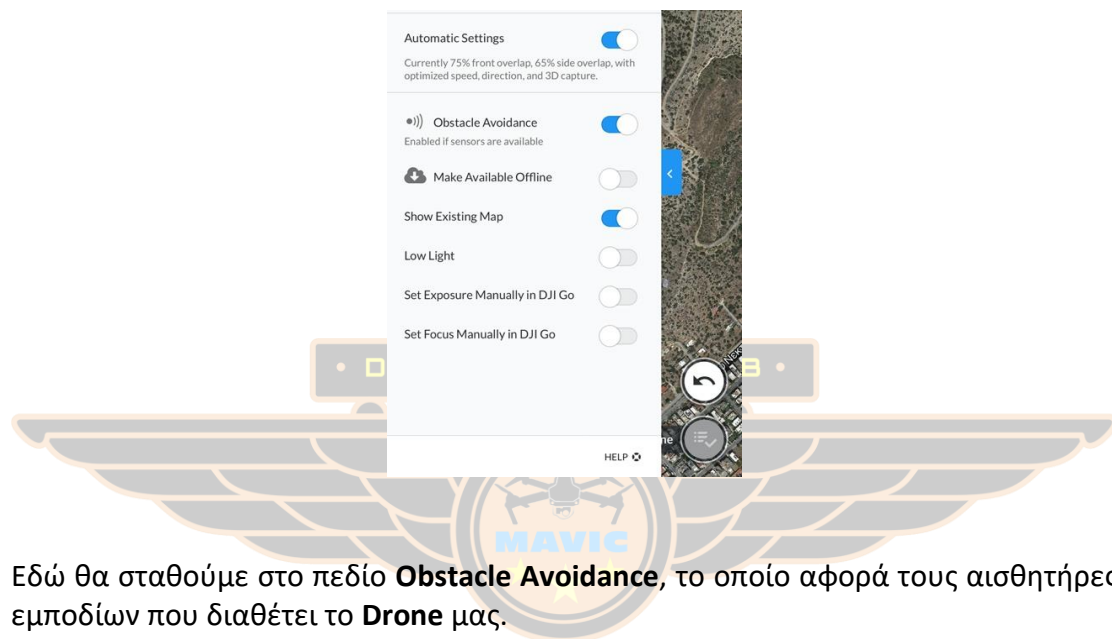 Automatic Settings
Currently 75% front overlap, 65% side overlap, with
optimized speed, direction, and 3D capture.
Obstacle Avoidance
Enabled if sensors are available
Make Available Offline
Show Existing Map
Low Light
Set Exposure Manually in DJI Go
Set Focus Manually in DJI Go
HELP
MAVIC
Εδώ θα σταθούμε στο πεδίο Obstacle Avoidance, το οποίο αφορά τους αισθητήρες
εμποδίων που διαθέτει το Drone μας.